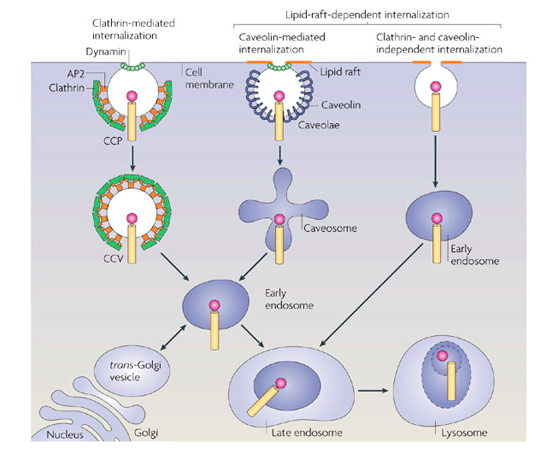 Lipid-raft-dependent internalization
Clathrin-mediated
internalization
Caveolin-mediated
internalization
Clathrin- and caveolin-
independent internalization
Dynamin
AP2
Clathrin
Cell
membrane
Lipid raft
Caveolin
Caveolae
CCP
CCV
Caveosome
Early
endosome
Early
endosome
trans-Golgi
vesicle
Nucleus
Golgi
Late endosome
Lysosome